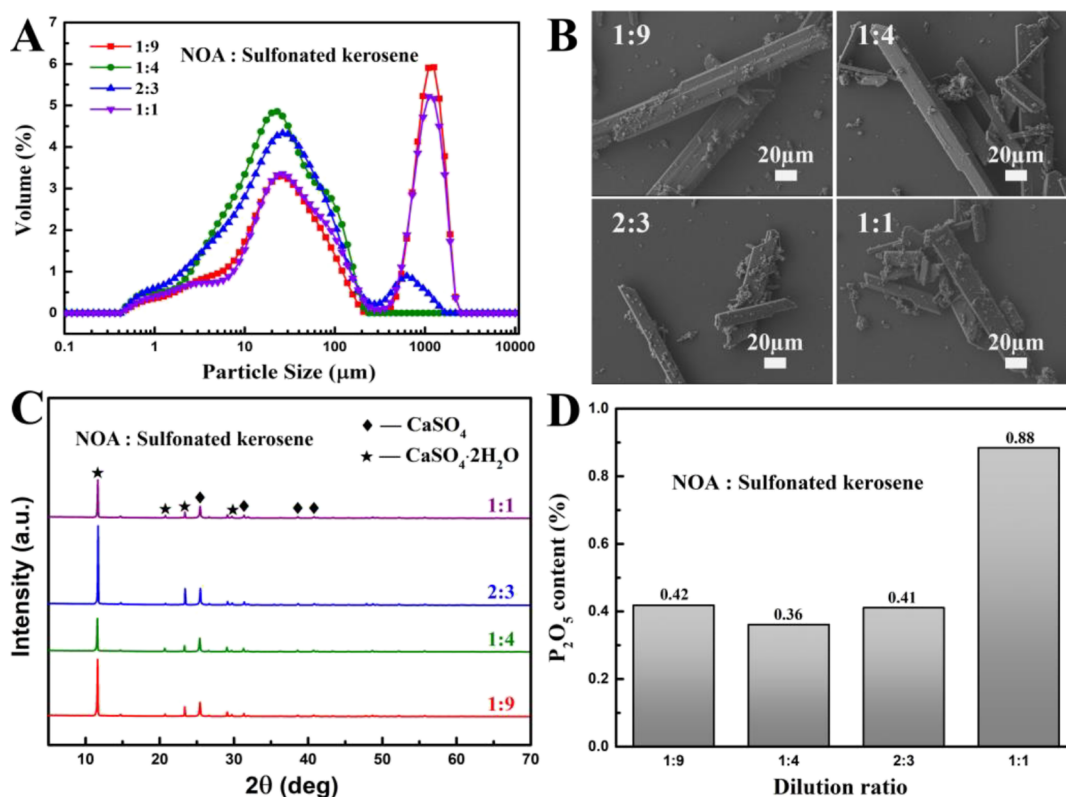 A
NOA : Sulfonated kerosene
1:9
1:4
2:3
1:1
Volume (%)
7
6
5
4
3
2
1
0
0.1 1 10 100 1000 10000
Particle Size (μm)
B
1:9
20μm
1:4
20μm
2:3
20μm
1:1
20μm
C
NOA : Sulfonated kerosene
◆ — CaSO₄
★ — CaSO₄·2H₂O
1:1
2:3
1:4
1:9
Intensity (a.u.)
10 20 30 40 50 60 70
2θ (deg)
D
NOA : Sulfonated kerosene
P₂O₅ content (%)
1.0
0.8
0.6
0.4
0.2
0.0
0.42
0.36
0.41
0.88
1:9 1:4 2:3 1:1
Dilution ratio